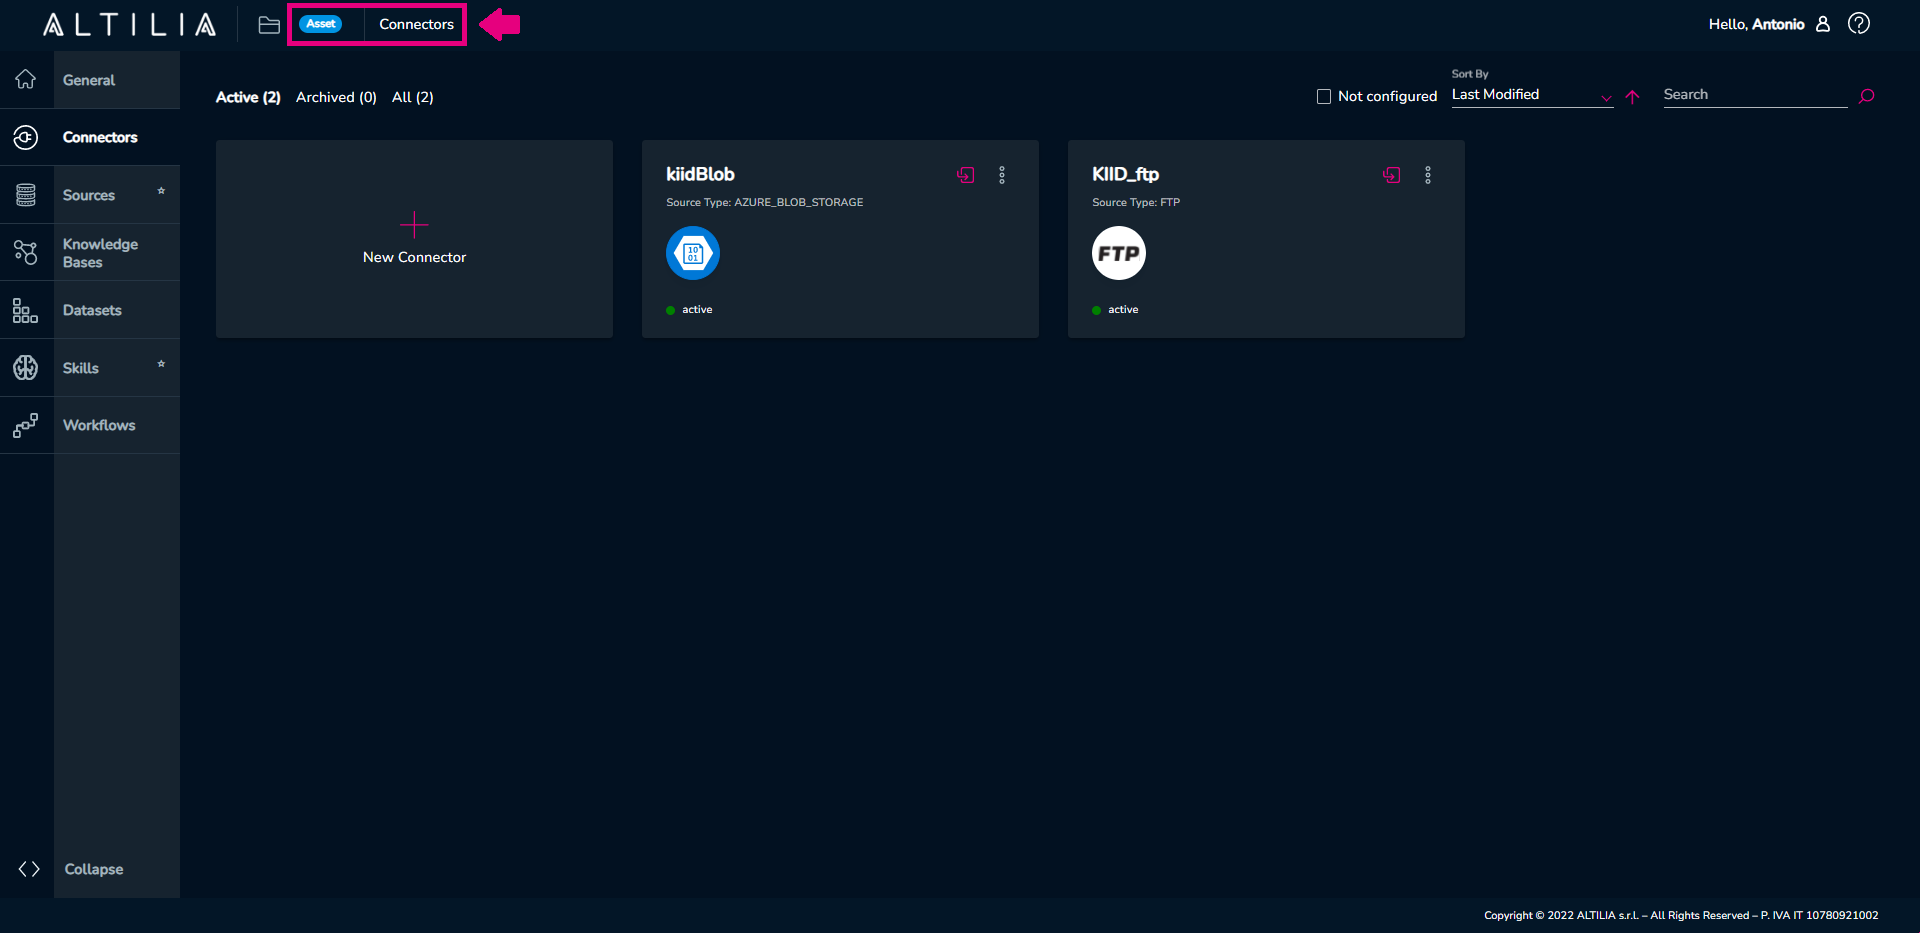 ALTILIA
Asset
Connectors
Hello, Antonio
General
Connectors
Sources
Knowledge
Bases
Datasets
Skills
Workflows
Collapse
Active (2) Archived (0) All (2)
Not configured
Sort By
Last Modified
Search
New Connector
kiidBlob
Source Type: AZURE_BLOB_STORAGE
10
01
active
KIID_ftp
Source Type: FTP
FTP
active
Copyright © 2022 ALTILIA s.r.l. – All Rights Reserved – P. IVA IT 10780921002